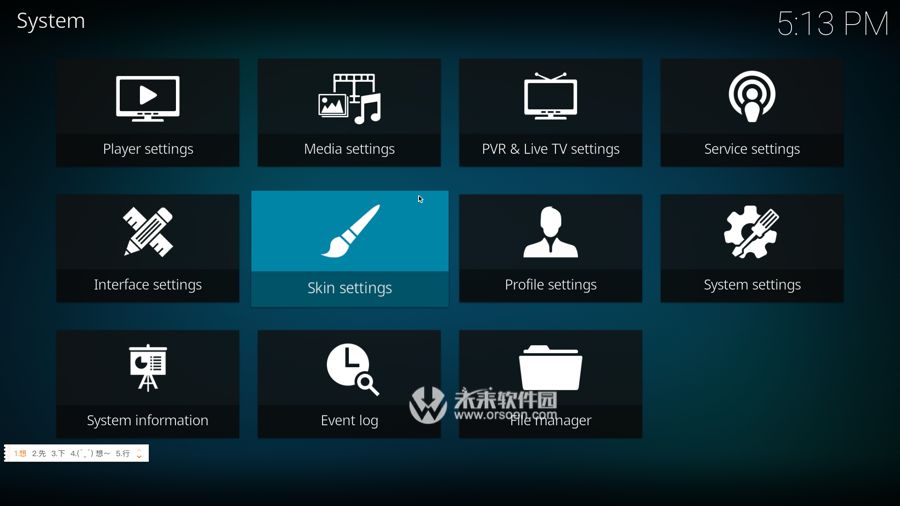 System
5:13 PM
Player settings
Media settings
PVR & Live TV settings
Service settings
Interface settings
Skin settings
Profile settings
System settings
System information
Event log
File manager
未来软件园
www.orsoon.com
1.想 2.先 3.下 4.(´ˬ`) 想~ 5.行